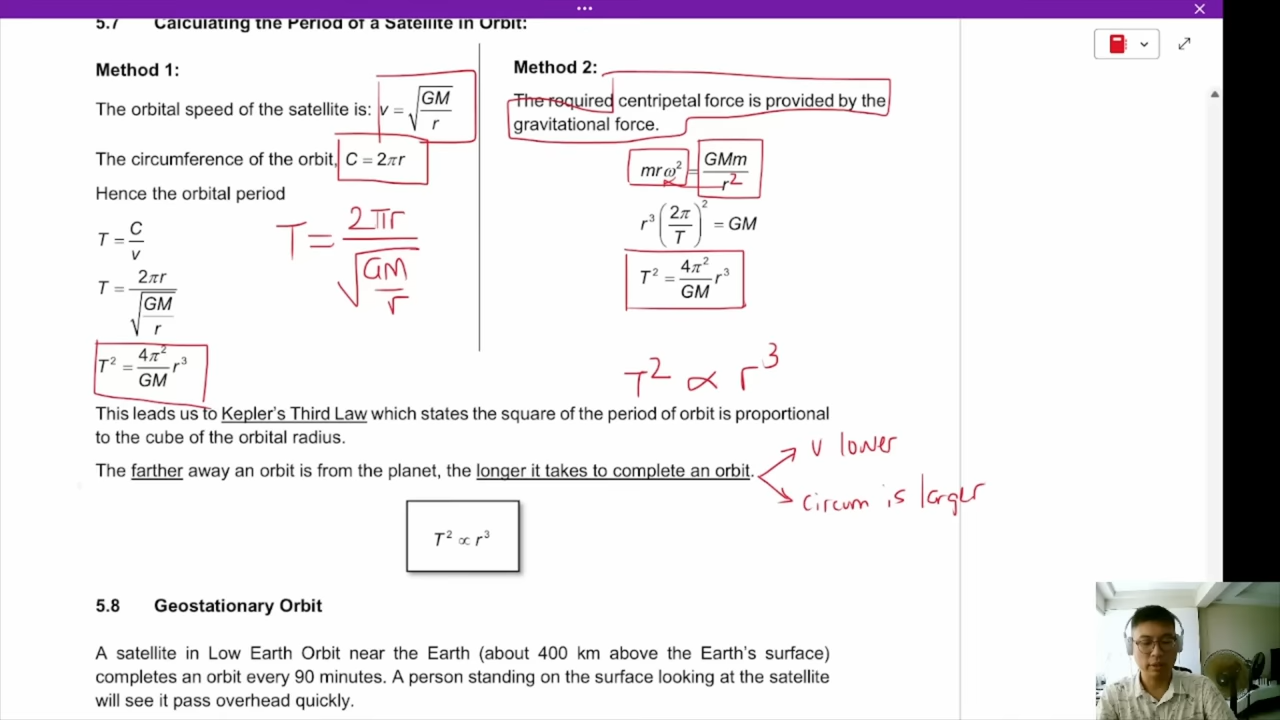 5.7 Calculating the Period of a Satellite in Orbit:
Method 1:
The orbital speed of the satellite is: v = √(GM/r)
The circumference of the orbit, C = 2πr
Hence the orbital period
T = C/v
T = 2πr/√(GM/r)
T² = 4π²/GM r³
T = 2πr/√(GM/r)
Method 2:
The required centripetal force is provided by the
gravitational force.
mrω² = GMm/r²
r³(2π/T)² = GM
T² = 4π²/GM r³
T² ∝ r³
This leads us to Kepler's Third Law which states the square of the period of orbit is proportional
to the cube of the orbital radius.
The farther away an orbit is from the planet, the longer it takes to complete an orbit.
v lower
circum is larger
T² ∝ r³
5.8 Geostationary Orbit
A satellite in Low Earth Orbit near the Earth (about 400 km above the Earth's surface)
completes an orbit every 90 minutes. A person standing on the surface looking at the satellite
will see it pass overhead quickly.